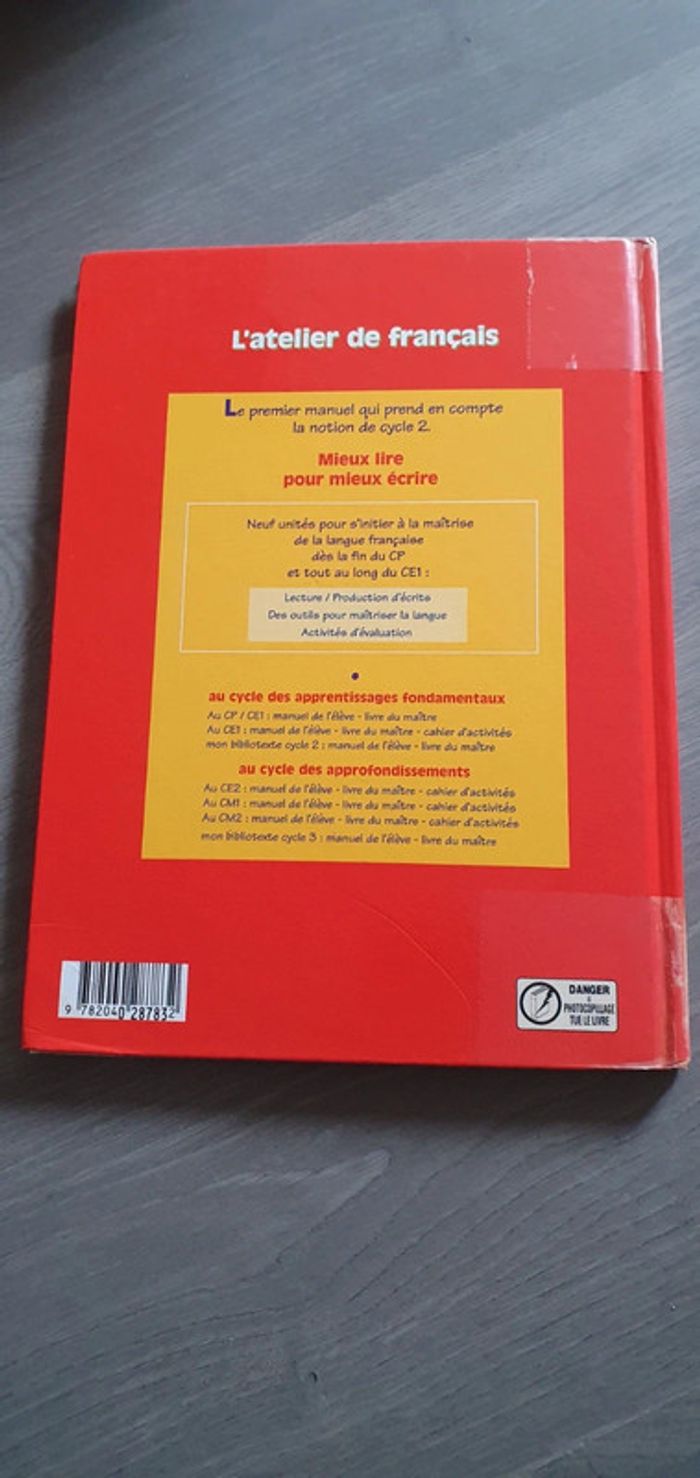 L'atelier de français
Le premier manuel qui prend en compte
la notion de cycle 2.
Mieux lire
pour mieux écrire
Neuf unités pour s'initier à la maîtrise
de la langue française
dès la fin du CP
et tout au long du CE1 :
Lecture / Production d'écrits
Des outils pour maîtriser la langue
Activités d'évaluation
au cycle des apprentissages fondamentaux
Au CP / CE1 : manuel de l'élève - livre du maître
Au CE1 : manuel de l'élève - livre du maître - cahier d'activités
mon bibliotexte cycle 2 : manuel de l'élève - livre du maître
au cycle des approfondissements
Au CE2 : manuel de l'élève - livre du maître - cahier d'activités
Au CM1 : manuel de l'élève - livre du maître - cahier d'activités
Au CM2 : manuel de l'élève - livre du maître - cahier d'activités
mon bibliotexte cycle 3 : manuel de l'élève - livre du maître
9 782040 287832
DANGER
LE
PHOTOCOPILLAGE
TUE LE LIVRE